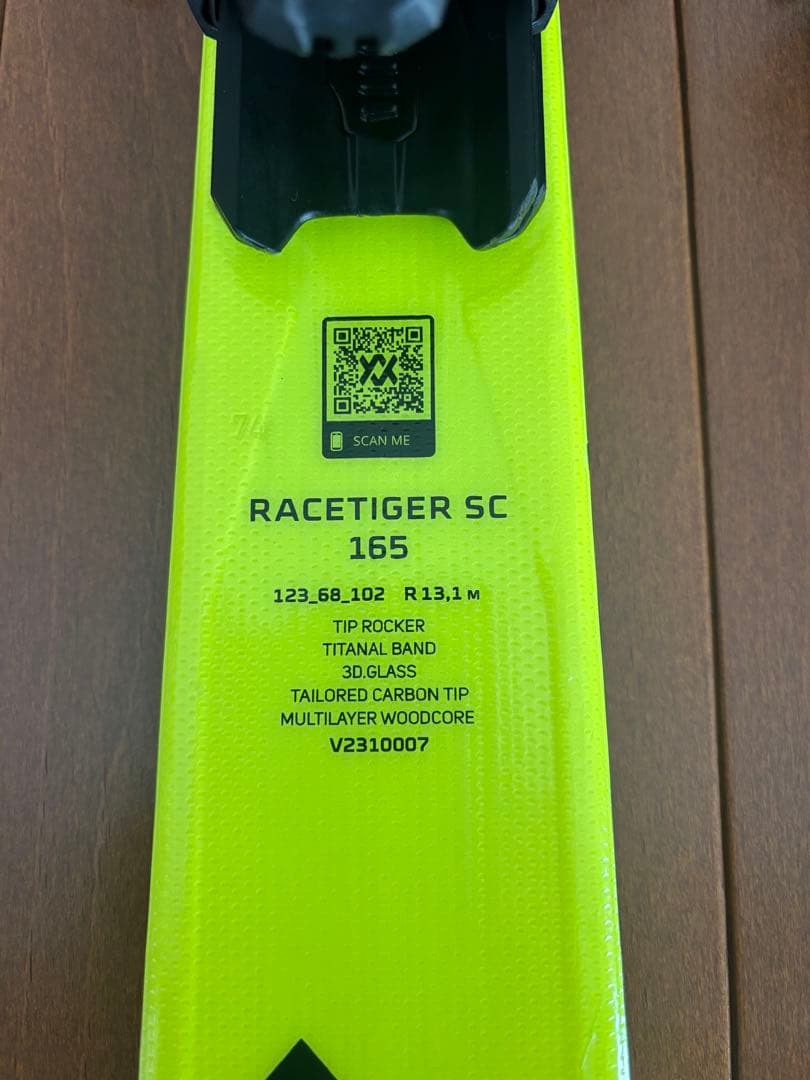 SCAN ME
RACETIGER SC
165
123_68_102 R 13,1 M
TIP ROCKER
TITANAL BAND
3D.GLASS
TAILORED CARBON TIP
MULTILAYER WOODCORE
V2310007